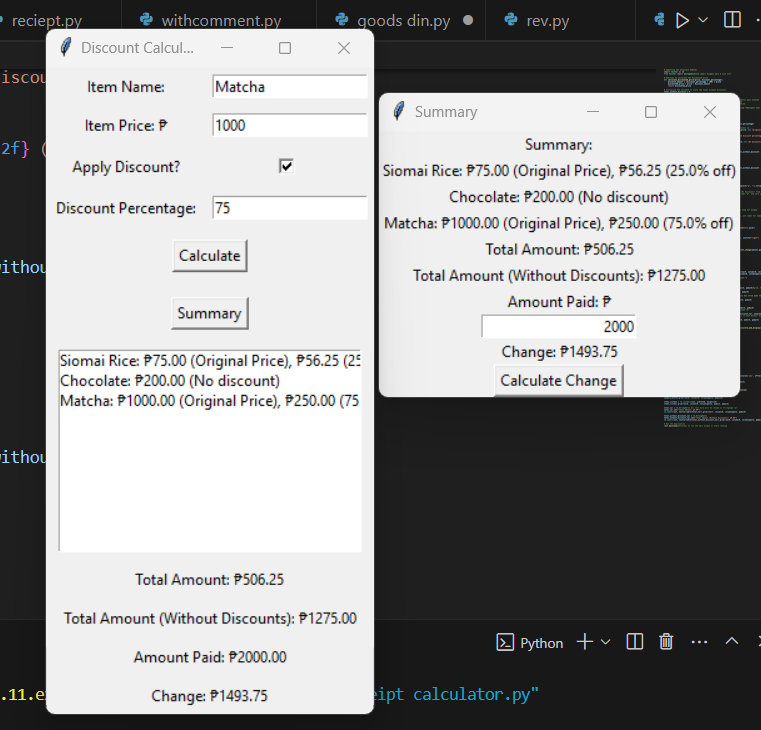 reciept.py
withcomment.py
goods din.py
rev.py
Discount Calcul...
Item Name:
Matcha
Item Price: ₱
1000
Apply Discount?
Discount Percentage:
75
Calculate
Summary
Siomai Rice: ₱75.00 (Original Price), ₱56.25 (25
Chocolate: ₱200.00 (No discount)
Matcha: ₱1000.00 (Original Price), ₱250.00 (75
Total Amount: ₱506.25
Total Amount (Without Discounts): ₱1275.00
Amount Paid: ₱2000.00
Change: ₱1493.75
Summary
Summary:
Siomai Rice: ₱75.00 (Original Price), ₱56.25 (25.0% off)
Chocolate: ₱200.00 (No discount)
Matcha: ₱1000.00 (Original Price), ₱250.00 (75.0% off)
Total Amount: ₱506.25
Total Amount (Without Discounts): ₱1275.00
Amount Paid: ₱
2000
Change: ₱1493.75
Calculate Change
iscou
2f} (
withou
withou
Python
.11.e
eipt calculator.py"